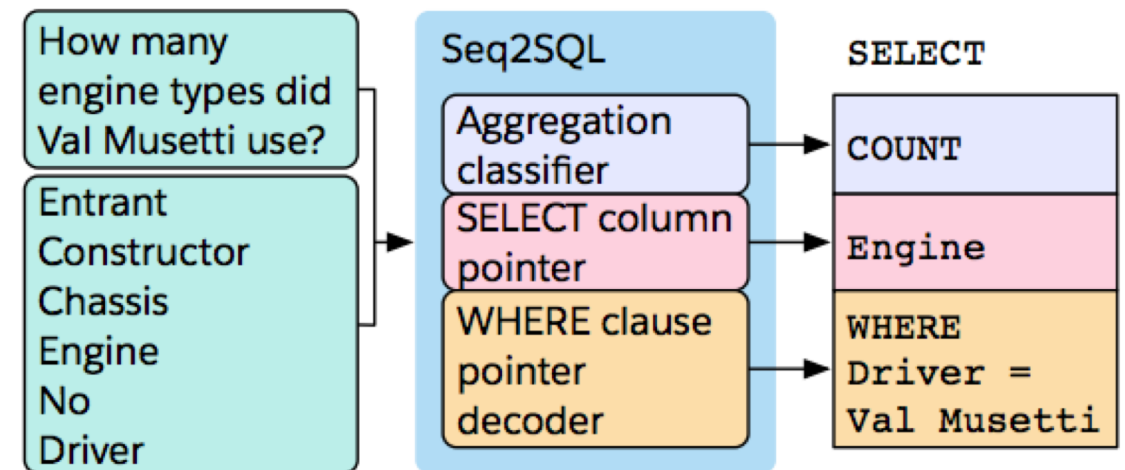 How many
engine types did
Val Musetti use?
Entrant
Constructor
Chassis
Engine
No
Driver
Seq2SQL
Aggregation
classifier
SELECT column
pointer
WHERE clause
pointer
decoder
SELECT
COUNT
Engine
WHERE
Driver =
Val Musetti